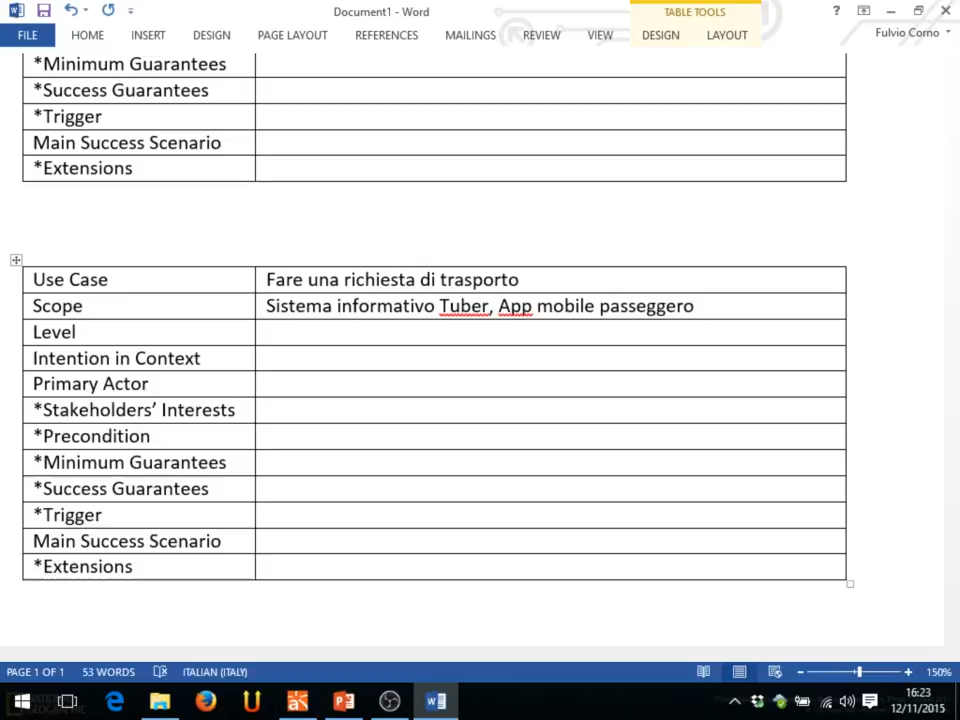 Document1 - Word
TABLE TOOLS
?
FILE HOME INSERT DESIGN PAGE LAYOUT REFERENCES MAILINGS REVIEW VIEW DESIGN LAYOUT Fulvio Corno
*Minimum Guarantees
*Success Guarantees
*Trigger
Main Success Scenario
*Extensions
Use Case Fare una richiesta di trasporto
Scope Sistema informativo Tuber, App mobile passeggero
Level
Intention in Context
Primary Actor
*Stakeholders’ Interests
*Precondition
*Minimum Guarantees
*Success Guarantees
*Trigger
Main Success Scenario
*Extensions
PAGE 1 OF 1 53 WORDS ITALIAN (ITALY) 150%
16:23
12/11/2015